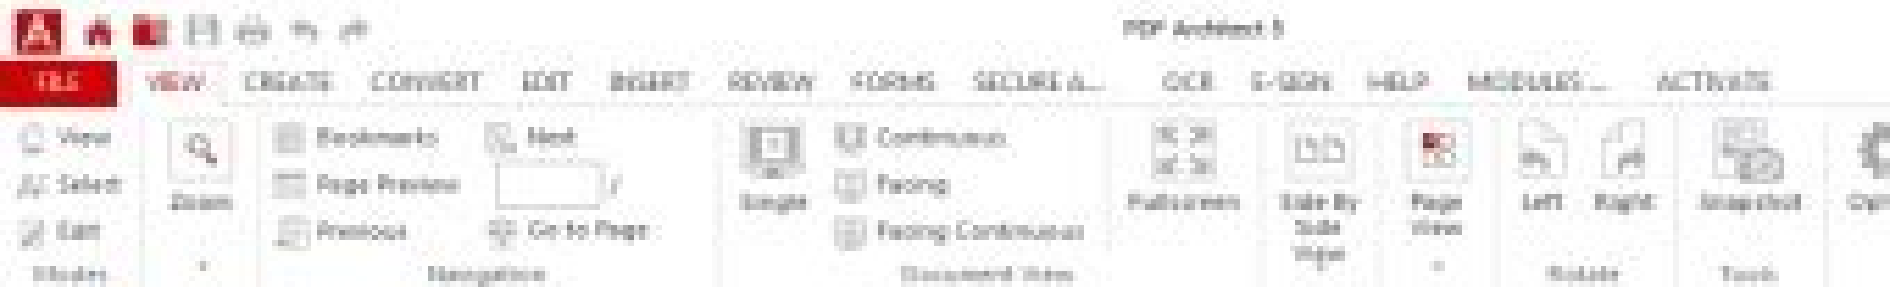 PDF Architect 5
FILE VIEW CREATE CONVERT EDIT INSERT REVIEW FORMS SECURE A... OCR E-SIGN HELP MODULES ... ACTIVATE
View Bookmarks Next Continuous
Select Page Preview / Facing
Zoom Single Fullscreen Side By Side View Page View Left Right Snapshot
Edit Previous Go to Page Facing Continuous
Modes Navigation Document View Rotate Tools